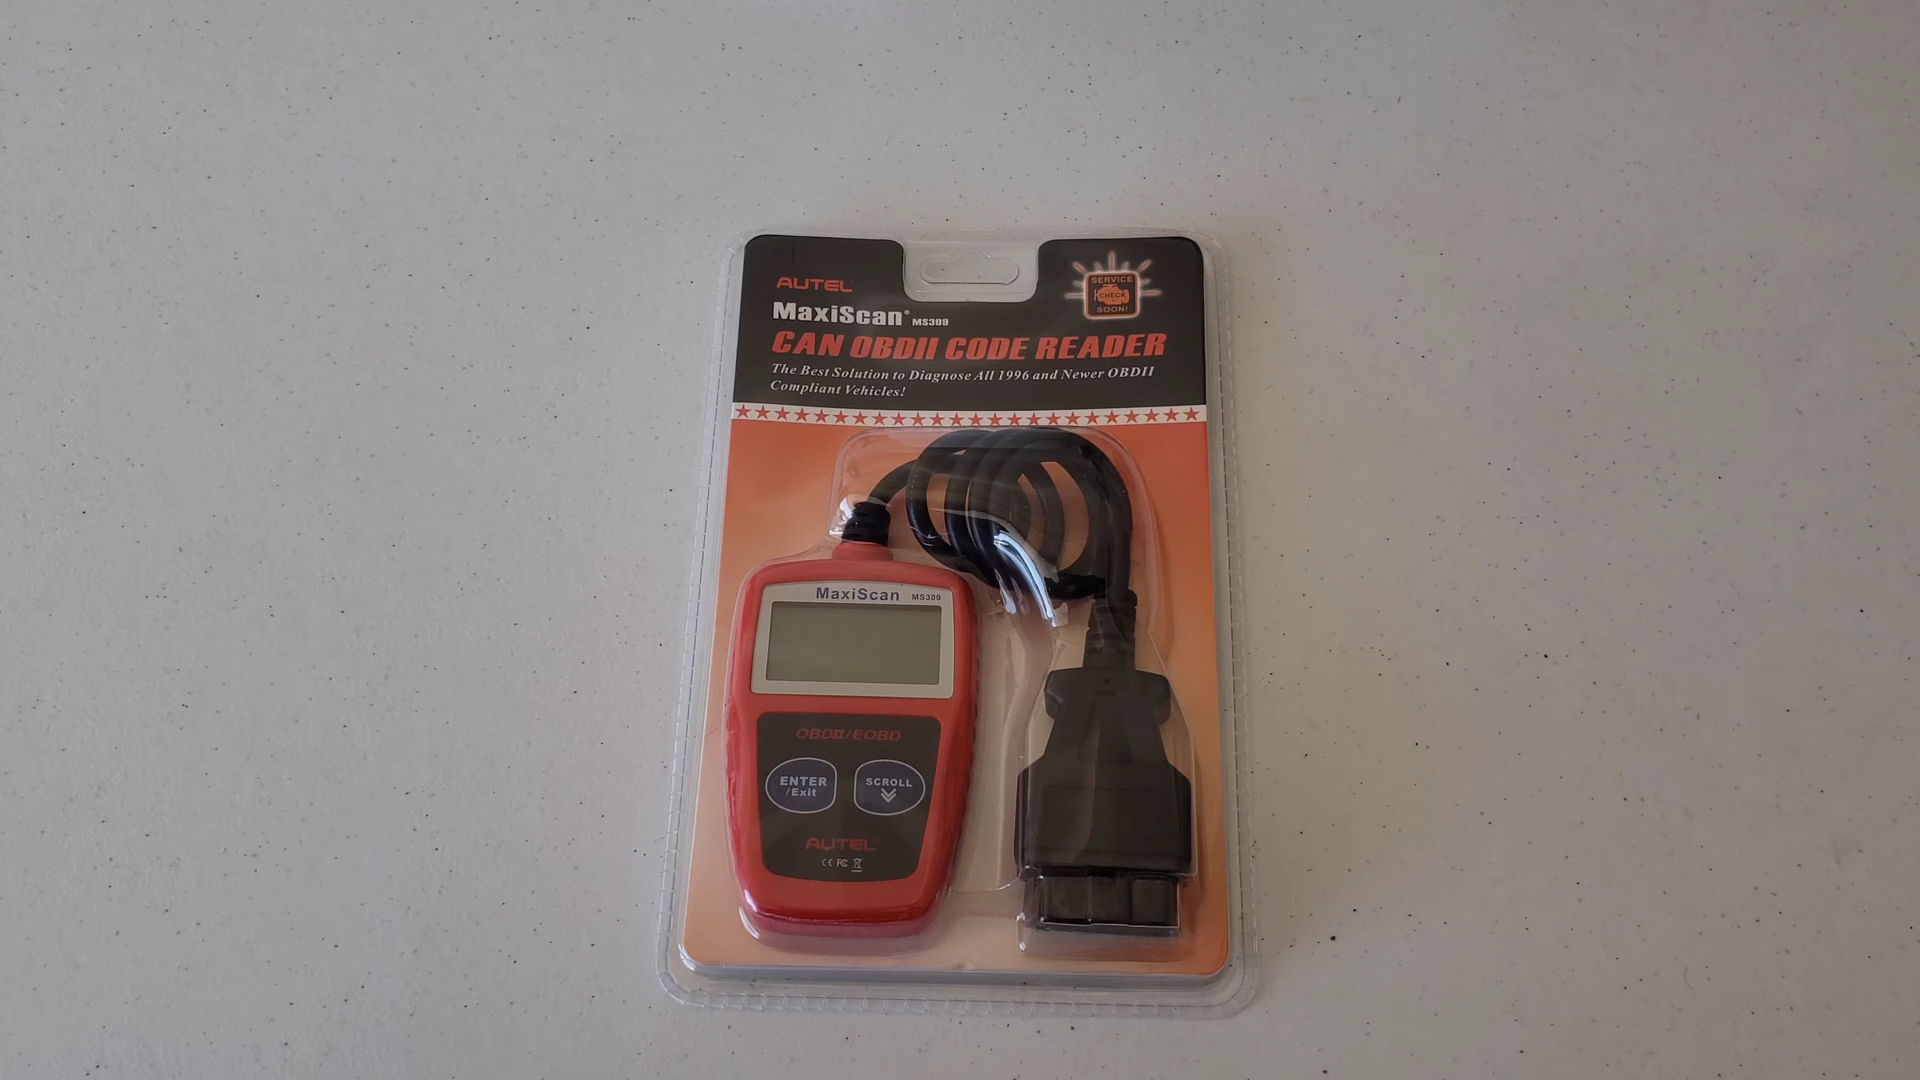 AUTEL
MaxiScan® MS309
CAN OBDII CODE READER
The Best Solution to Diagnose All 1996 and Newer OBDII
Compliant Vehicles!
SERVICE
CHECK
SOON!
MaxiScan MS309
OBDII/EOBD
ENTER
/Exit
SCROLL
AUTEL
CE FC